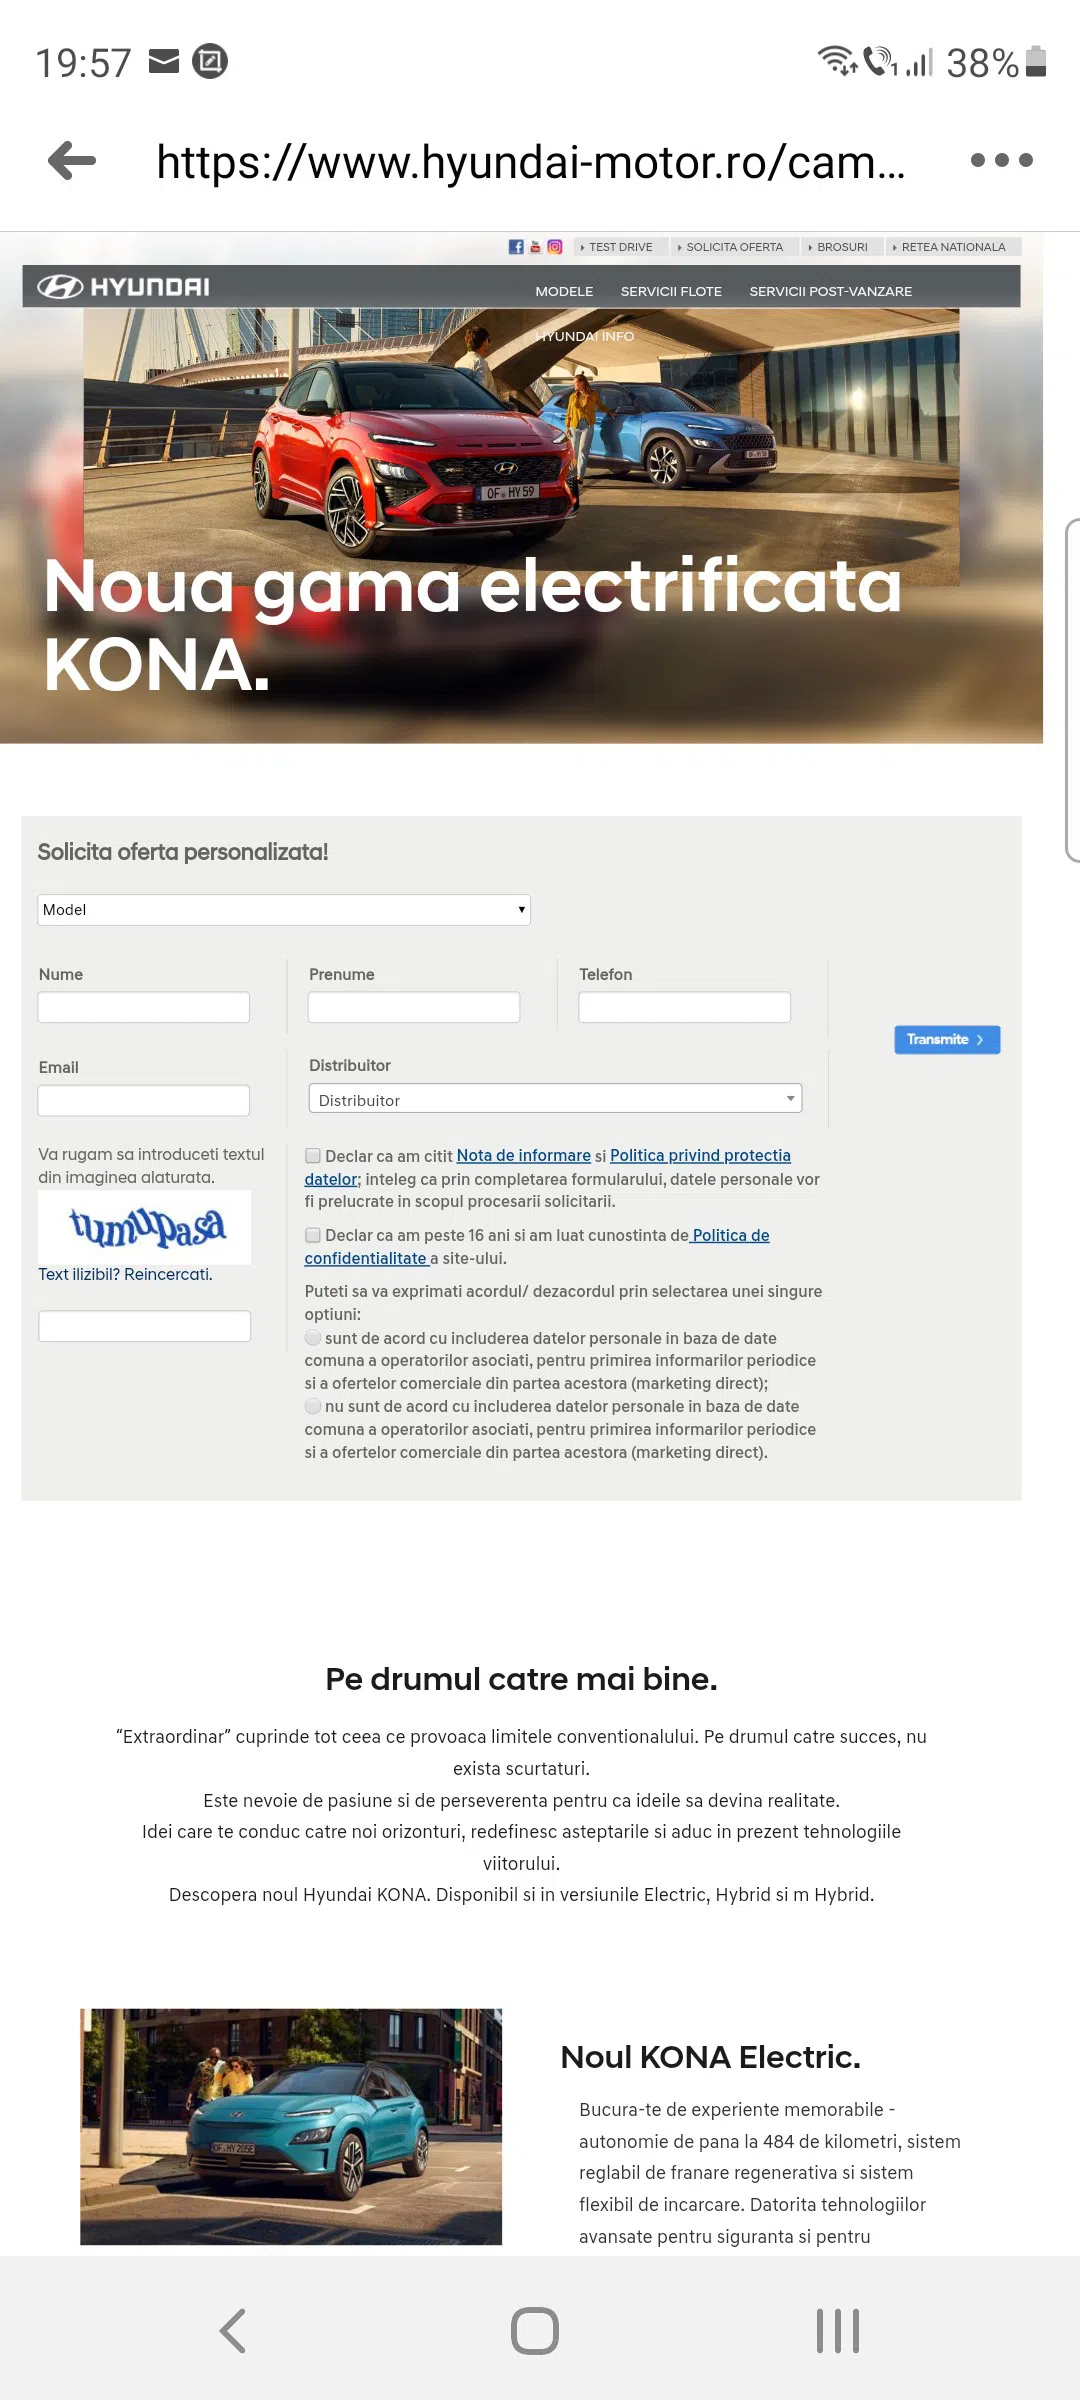 19:57
1 38%
https://www.hyundai-motor.ro/cam...
TEST DRIVE SOLICITA OFERTA BROSURI RETEA NATIONALA
HYUNDAI MODELE SERVICII FLOTE SERVICII POST-VANZARE
HYUNDAI INFO
OF HY 59
Noua gama electrificata
KONA.
Solicita oferta personalizata!
Model
Nume Prenume Telefon
Transmite
Email Distribuitor
Distribuitor
Va rugam sa introduceti textul
din imaginea alaturata.
tumupasa
Text ilizibil? Reincercati.
Declar ca am citit Nota de informare si Politica privind protectia
datelor; inteleg ca prin completarea formularului, datele personale vor
fi prelucrate in scopul procesarii solicitarii.
Declar ca am peste 16 ani si am luat cunostinta de Politica de
confidentialitate a site-ului.
Puteti sa va exprimati acordul/ dezacordul prin selectarea unei singure
optiuni:
sunt de acord cu includerea datelor personale in baza de date
comuna a operatorilor asociati, pentru primirea informarilor periodice
si a ofertelor comerciale din partea acestora (marketing direct);
nu sunt de acord cu includerea datelor personale in baza de date
comuna a operatorilor asociati, pentru primirea informarilor periodice
si a ofertelor comerciale din partea acestora (marketing direct).
Pe drumul catre mai bine.
“Extraordinar” cuprinde tot ceea ce provoaca limitele conventionalului. Pe drumul catre succes, nu
exista scurtaturi.
Este nevoie de pasiune si de perseverenta pentru ca ideile sa devina realitate.
Idei care te conduc catre noi orizonturi, redefinesc asteptarile si aduc in prezent tehnologiile
viitorului.
Descopera noul Hyundai KONA. Disponibil si in versiunile Electric, Hybrid si m Hybrid.
OF HY 205E
Noul KONA Electric.
Bucura-te de experiente memorabile -
autonomie de pana la 484 de kilometri, sistem
reglabil de franare regenerativa si sistem
flexibil de incarcare. Datorita tehnologiilor
avansate pentru siguranta si pentru